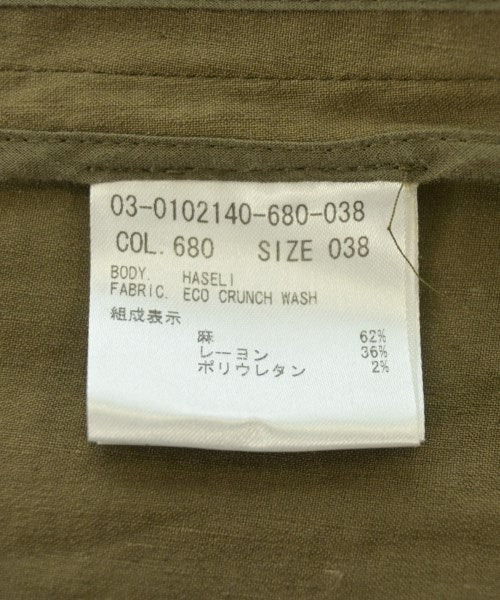 03-0102140-680-038
COL. 680 SIZE 038
BODY. HASELI
FABRIC. ECO CRUNCH WASH
組成表示
麻 62%
レーヨン 36%
ポリウレタン 2%